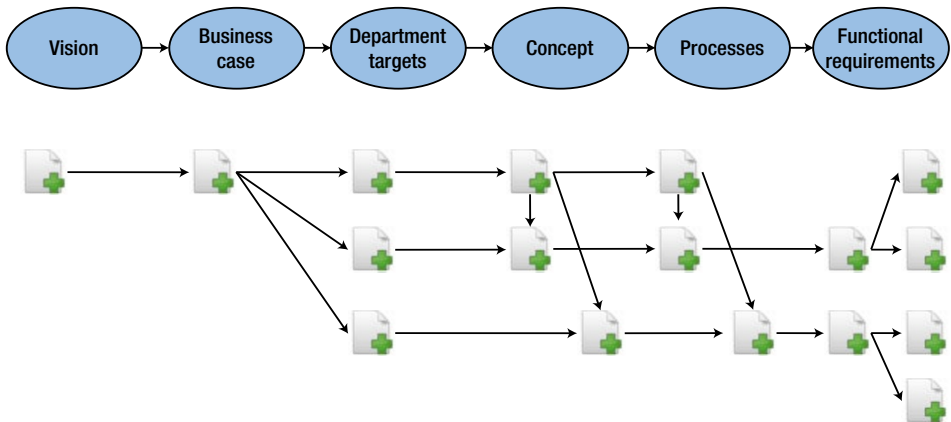 Vision
Business
case
Department
targets
Concept
Processes
Functional
requirements